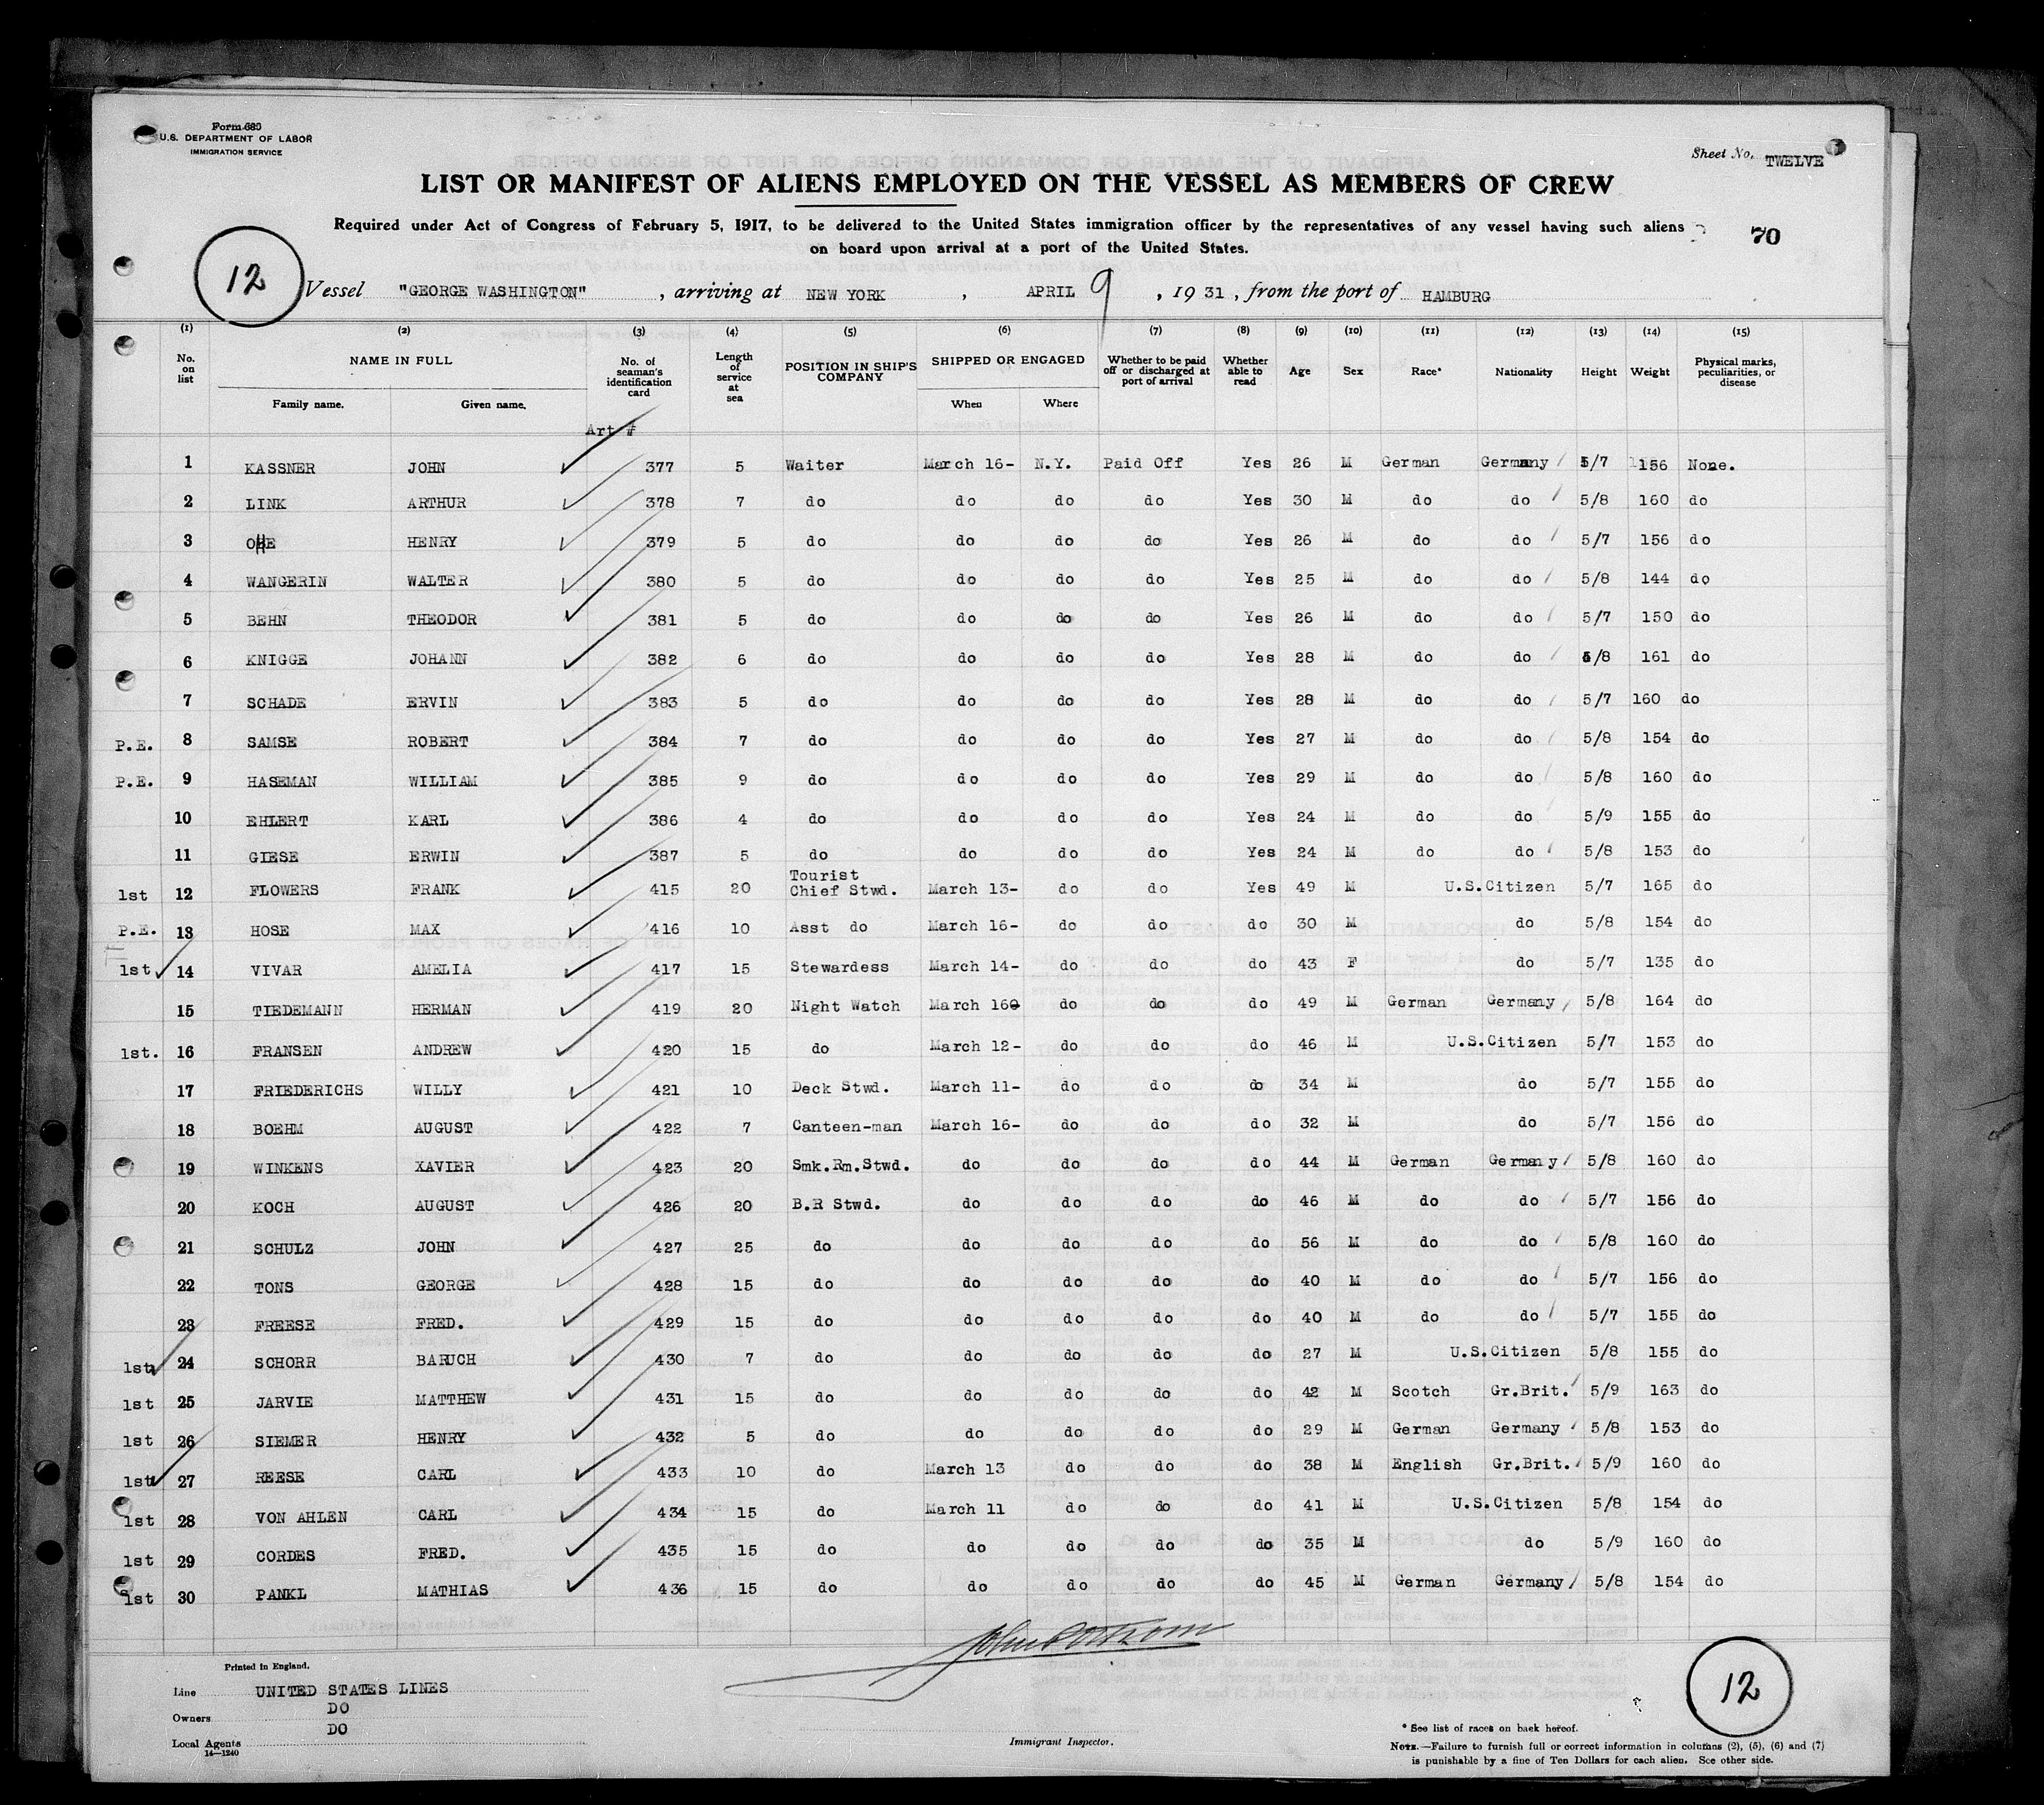 Form 680
U.S. DEPARTMENT OF LABOR
IMMIGRATION SERVICE
Sheet No. TWELVE
LIST OR MANIFEST OF ALIENS EMPLOYED ON THE VESSEL AS MEMBERS OF CREW
Required under Act of Congress of February 5, 1917, to be delivered to the United States immigration officer by the representatives of any vessel having such aliens
on board upon arrival at a port of the United States.
70
12
Vessel "GEORGE WASHINGTON", arriving at NEW YORK, APRIL 9, 1931, from the port of HAMBURG
(1) (2) (3) (4) (5) (6) (7) (8) (9) (10) (11) (12) (13) (14) (15)
No. on list NAME IN FULL No. of seaman's identification card Length of service at sea POSITION IN SHIP'S COMPANY SHIPPED OR ENGAGED Whether to be paid off or discharged at port of arrival Whether able to read Age Sex Race* Nationality Height Weight Physical marks, peculiarities, or disease
Family name. Given name. When Where
Art #
1 KASSNER JOHN 377 5 Waiter March 16- N.Y. Paid Off Yes 26 M German Germany 5/7 156 None.
2 LINK ARTHUR 378 7 do do do do Yes 30 M do do 5/8 160 do
3 OHE HENRY 379 5 do do do do Yes 26 M do do 5/7 156 do
4 WANGERIN WALTER 380 5 do do do do Yes 25 M do do 5/8 144 do
5 BEHN THEODOR 381 5 do do do do Yes 26 M do do 5/7 150 do
6 KNIGGE JOHANN 382 6 do do do do Yes 28 M do do 5/8 161 do
7 SCHADE ERVIN 383 5 do do do do Yes 28 M do do 5/7 160 do
P.E. 8 SAMSE ROBERT 384 7 do do do do Yes 27 M do do 5/8 154 do
P.E. 9 HASEMAN WILLIAM 385 9 do do do do Yes 29 M do do 5/8 160 do
10 EHLERT KARL 386 4 do do do do Yes 24 M do do 5/9 155 do
11 GIESE ERWIN 387 5 do do do do Yes 24 M do do 5/8 153 do
1st 12 FLOWERS FRANK 415 20 Tourist Chief Stwd. March 13- do do Yes 49 M U.S.Citizen 5/7 165 do
P.E. 13 HOSE MAX 416 10 Asst do March 16- do do do 30 M do 5/8 154 do
1st 14 VIVAR AMELIA 417 15 Stewardess March 14- do do do 43 F do 5/7 135 do
15 TIEDEMANN HERMAN 419 20 Night Watch March 16 do do do 49 M German Germany 5/8 164 do
1st. 16 FRANSEN ANDREW 420 15 do March 12- do do do 46 M U.S.Citizen 5/7 153 do
17 FRIEDERICHS WILLY 421 10 Deck Stwd. March 11- do do do 34 M do 5/7 155 do
18 BOEHM AUGUST 422 7 Canteen-man March 16- do do do 32 M do 5/7 156 do
19 WINKENS XAVIER 423 20 Smk.Rm.Stwd. do do do do 44 M German Germany 5/8 160 do
20 KOCH AUGUST 426 20 B.R Stwd. do do do do 46 M do do 5/7 156 do
21 SCHULZ JOHN 427 25 do do do do do 56 M do do 5/8 160 do
22 TONS GEORGE 428 15 do do do do do 40 M do do 5/7 156 do
23 FREESE FRED. 429 15 do do do do do 40 M do do 5/7 155 do
1st 24 SCHORR BARUCH 430 7 do do do do do 27 M U.S.Citizen 5/8 155 do
1st 25 JARVIE MATTHEW 431 15 do do do do do 42 M Scotch Gr.Brit. 5/9 163 do
1st 26 SIEMER HENRY 432 5 do do do do do 29 M German Germany 5/8 153 do
1st 27 REESE CARL 433 10 do March 13 do do do 38 M English Gr.Brit. 5/9 160 do
1st 28 VON AHLEN CARL 434 15 do March 11 do do do 41 M U.S.Citizen 5/8 154 do
1st 29 CORDES FRED. 435 15 do do do do do 35 M do 5/9 160 do
1st 30 PANKL MATHIAS 436 15 do do do do do 45 M German Germany 5/8 154 do
Printed in England.
Line UNITED STATES LINES
Owners DO
Local Agents DO
14—1240
Immigrant Inspector.
12
* See list of races on back hereof.
NOTE.—Failure to furnish full or correct information in columns (2), (5), (6) and (7)
is punishable by a fine of Ten Dollars for each alien. See other side.